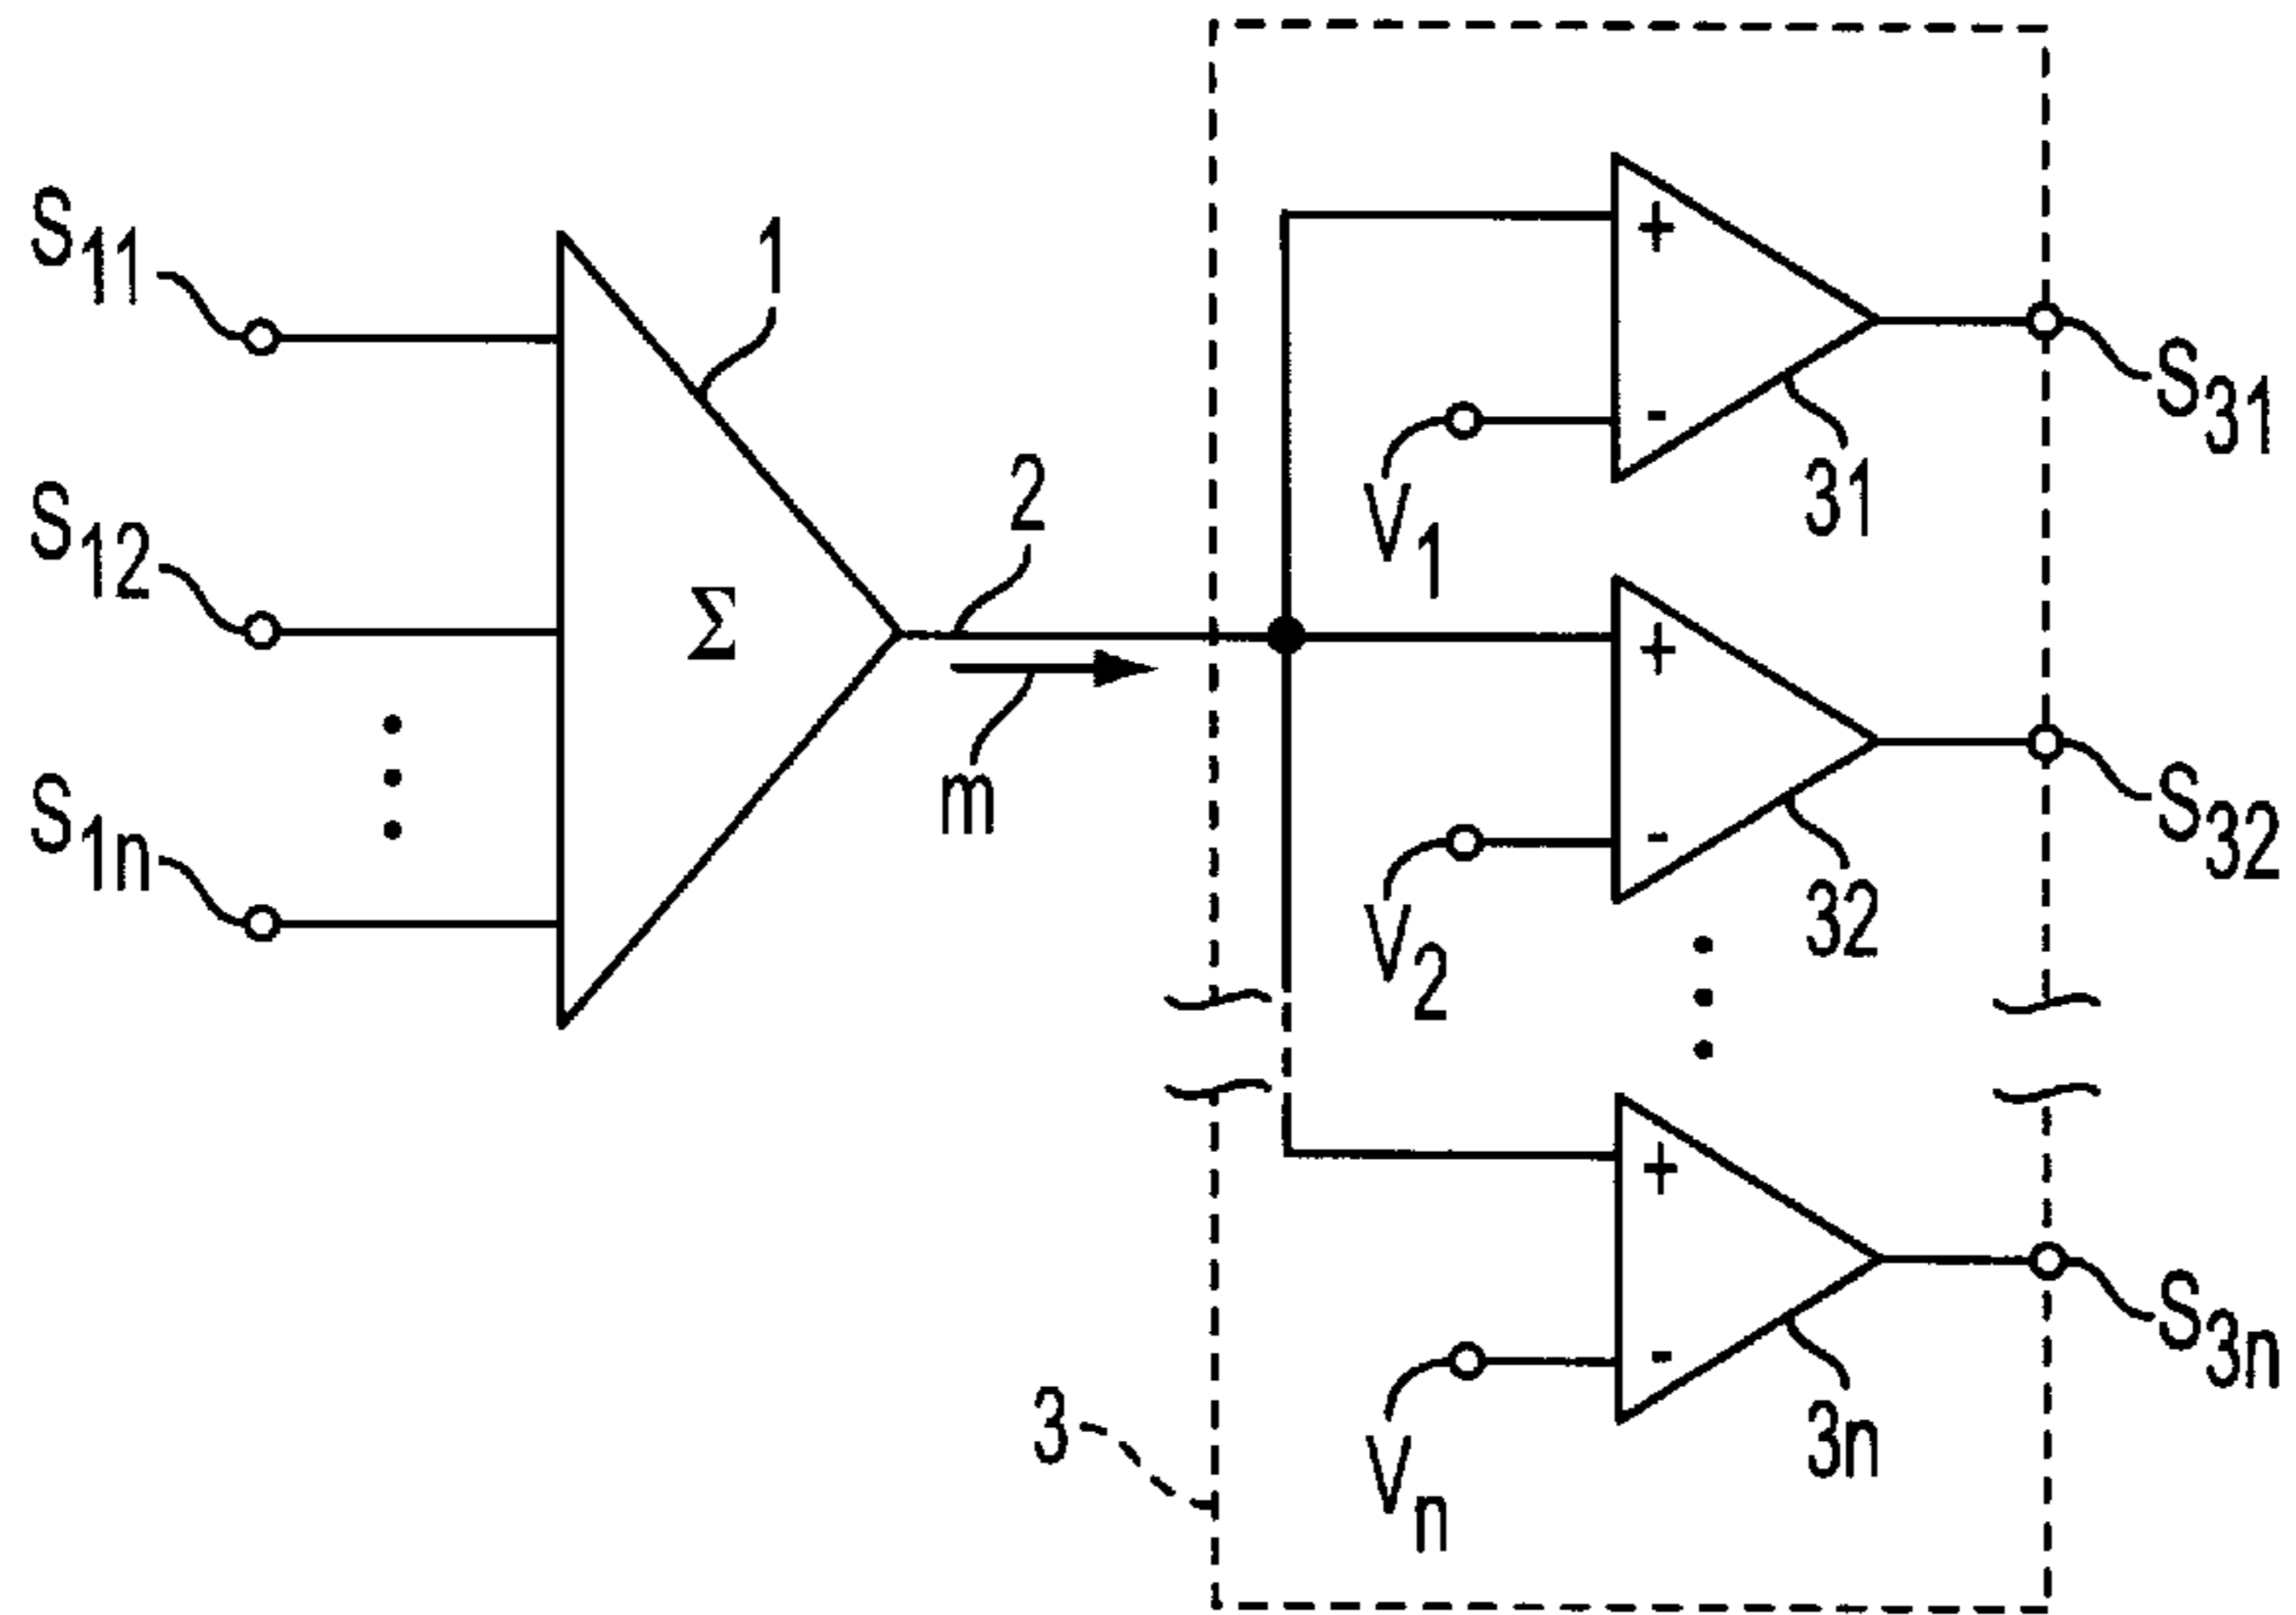 S11
1
+
S31
-
31
V1
2
S12
Σ
+
m
S32
-
32
V2
S1n
+
S3n
-
3n
Vn
3